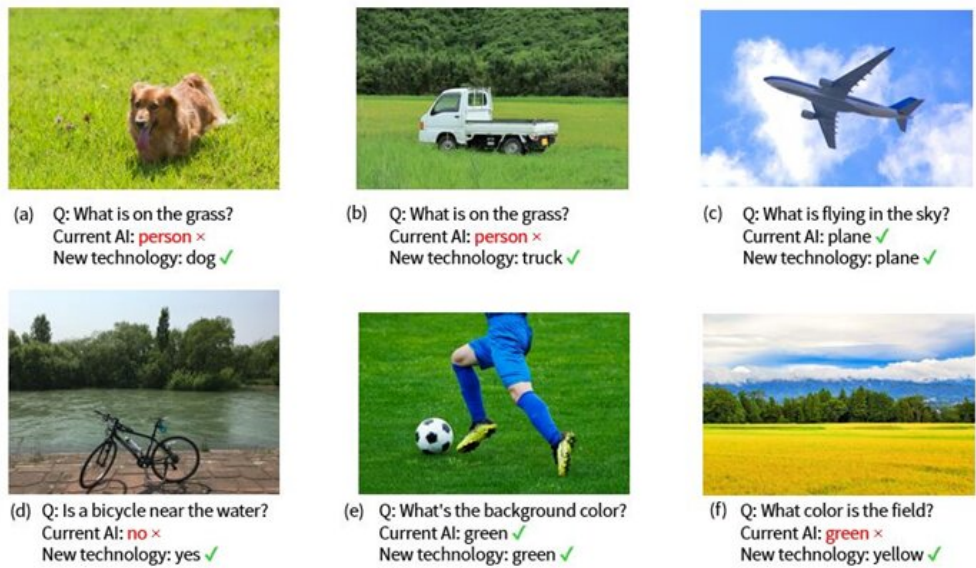 (a) Q: What is on the grass?
Current AI: person ×
New technology: dog ✓
(b) Q: What is on the grass?
Current AI: person ×
New technology: truck ✓
(c) Q: What is flying in the sky?
Current AI: plane ✓
New technology: plane ✓
(d) Q: Is a bicycle near the water?
Current AI: no ×
New technology: yes ✓
(e) Q: What's the background color?
Current AI: green ✓
New technology: green ✓
(f) Q: What color is the field?
Current AI: green ×
New technology: yellow ✓